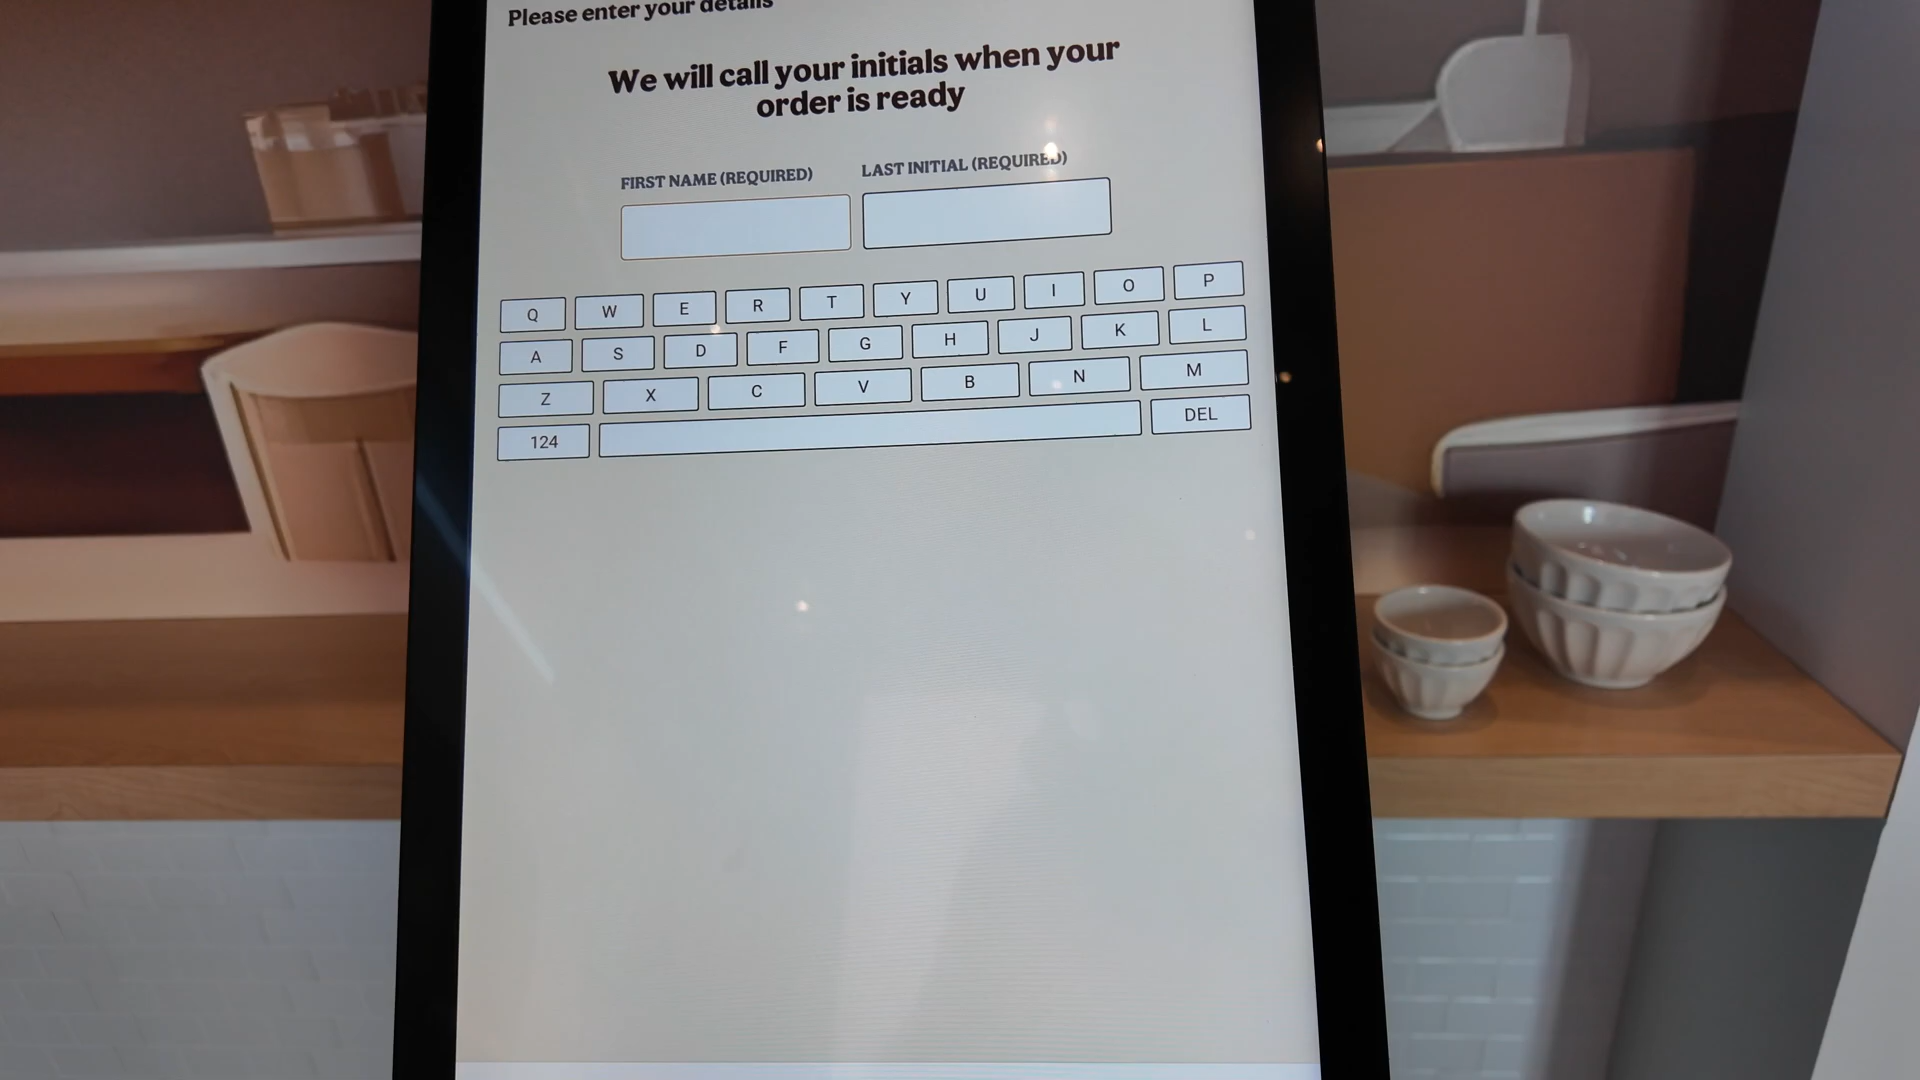 Please enter your details
We will call your initials when your
order is ready
FIRST NAME (REQUIRED) LAST INITIAL (REQUIRED)
Q W E R T Y U I O P
A S D F G H J K L
Z X C V B N M
124 DEL